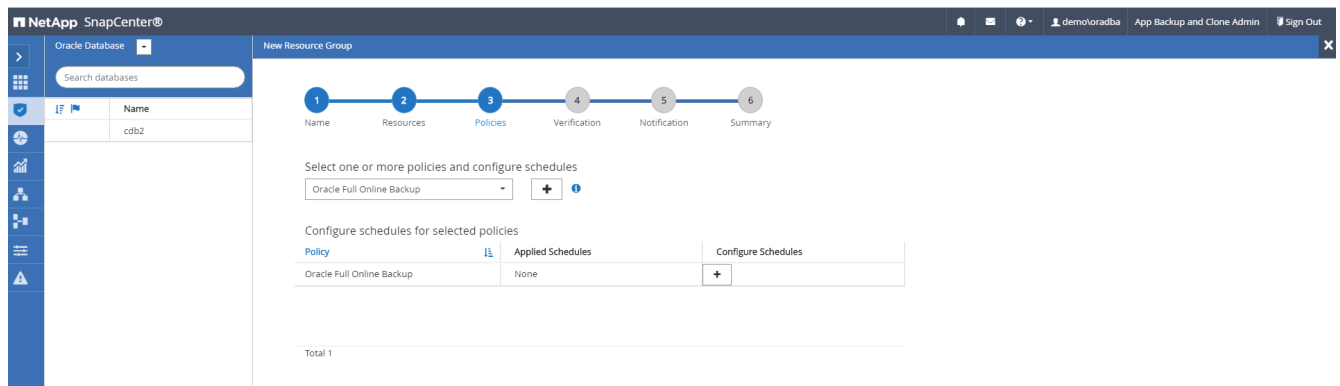 NetApp SnapCenter®
demo\oradba App Backup and Clone Admin Sign Out
Oracle Database
New Resource Group
Search databases
Name
cdb2
1 2 3 4 5 6
Name Resources Policies Verification Notification Summary
Select one or more policies and configure schedules
Oracle Full Online Backup
Configure schedules for selected policies
Policy Applied Schedules Configure Schedules
Oracle Full Online Backup None
Total 1